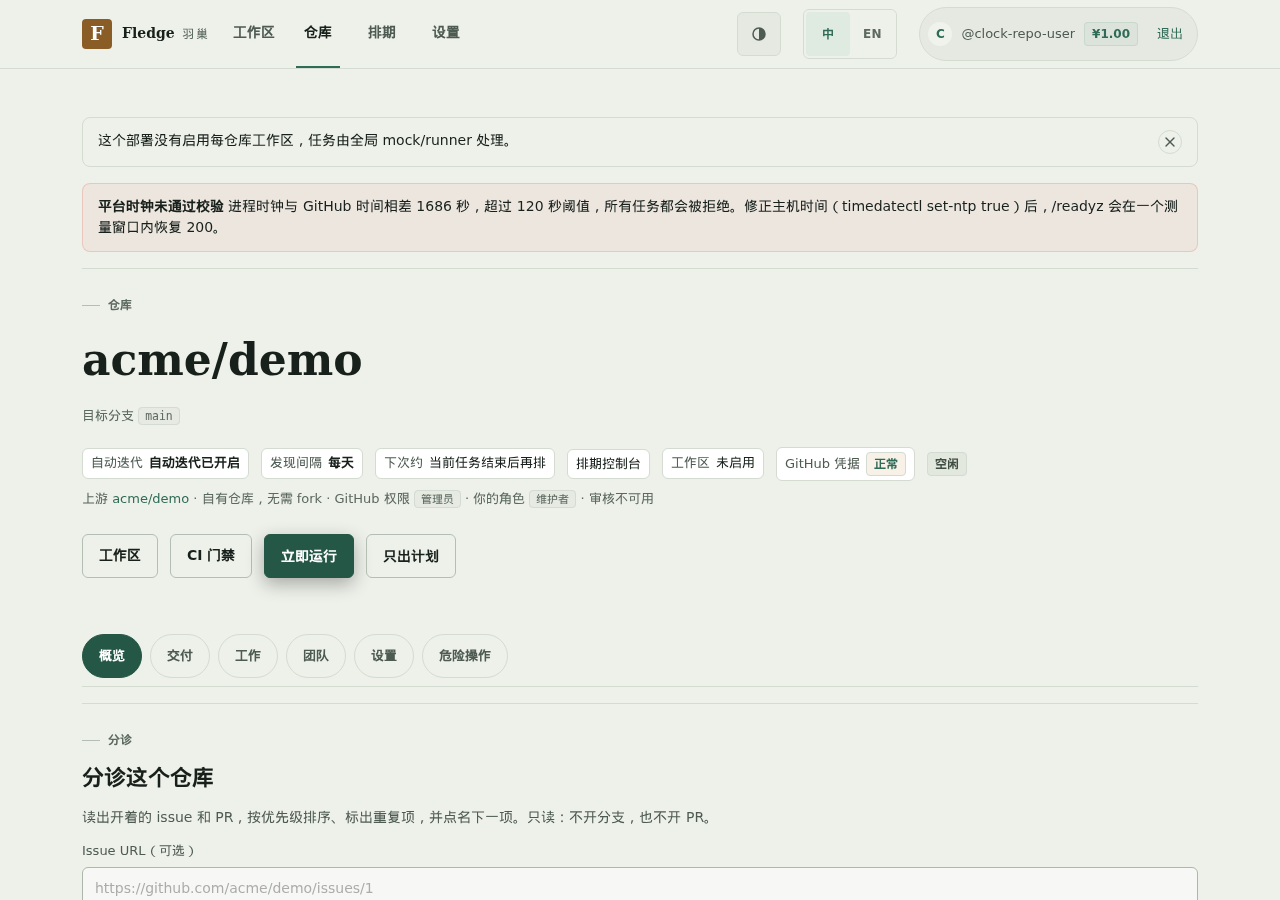 F Fledge 羽巢 工作区 仓库 排期 设置 中 EN C @clock-repo-user ¥1.00 退出
这个部署没有启用每仓库工作区，任务由全局 mock/runner 处理。
平台时钟未通过校验 进程时钟与 GitHub 时间相差 1686 秒，超过 120 秒阈值，所有任务都会被拒绝。修正主机时间（timedatectl set-ntp true）后，/readyz 会在一个测
量窗口内恢复 200。
仓库
acme/demo
目标分支 main
自动迭代 自动迭代已开启 发现间隔 每天 下次约 当前任务结束后再排 排期控制台 工作区 未启用 GitHub 凭据 正常 空闲
上游 acme/demo · 自有仓库，无需 fork · GitHub 权限 管理员 · 你的角色 维护者 · 审核不可用
工作区 CI 门禁 立即运行 只出计划
概览 交付 工作 团队 设置 危险操作
分诊
分诊这个仓库
读出开着的 issue 和 PR，按优先级排序、标出重复项，并点名下一项。只读：不开分支，也不开 PR。
Issue URL（可选）
https://github.com/acme/demo/issues/1